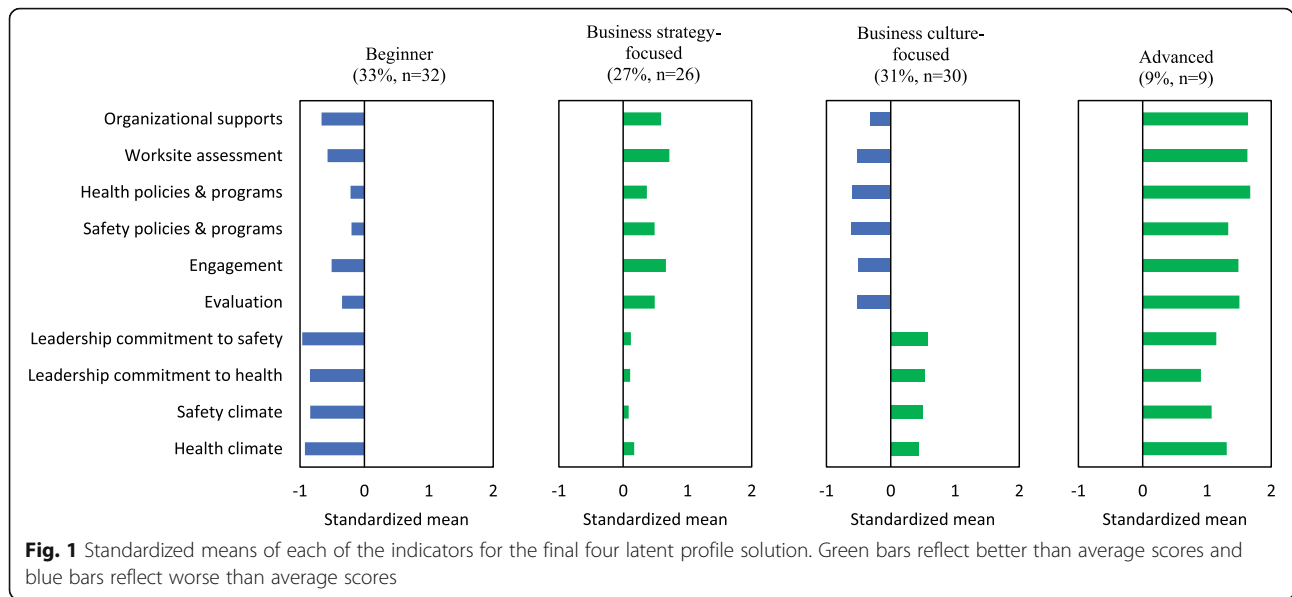 Beginner
(33%, n=32)
Business strategy-
focused
(27%, n=26)
Business culture-
focused
(31%, n=30)
Advanced
(9%, n=9)
Organizational supports
Worksite assessment
Health policies & programs
Safety policies & programs
Engagement
Evaluation
Leadership commitment to safety
Leadership commitment to health
Safety climate
Health climate
-1 0 1 2
Standardized mean
-1 0 1 2
Standardized mean
-1 0 1 2
Standardized mean
-1 0 1 2
Standardized mean
Fig. 1 Standardized means of each of the indicators for the final four latent profile solution. Green bars reflect better than average scores and
blue bars reflect worse than average scores